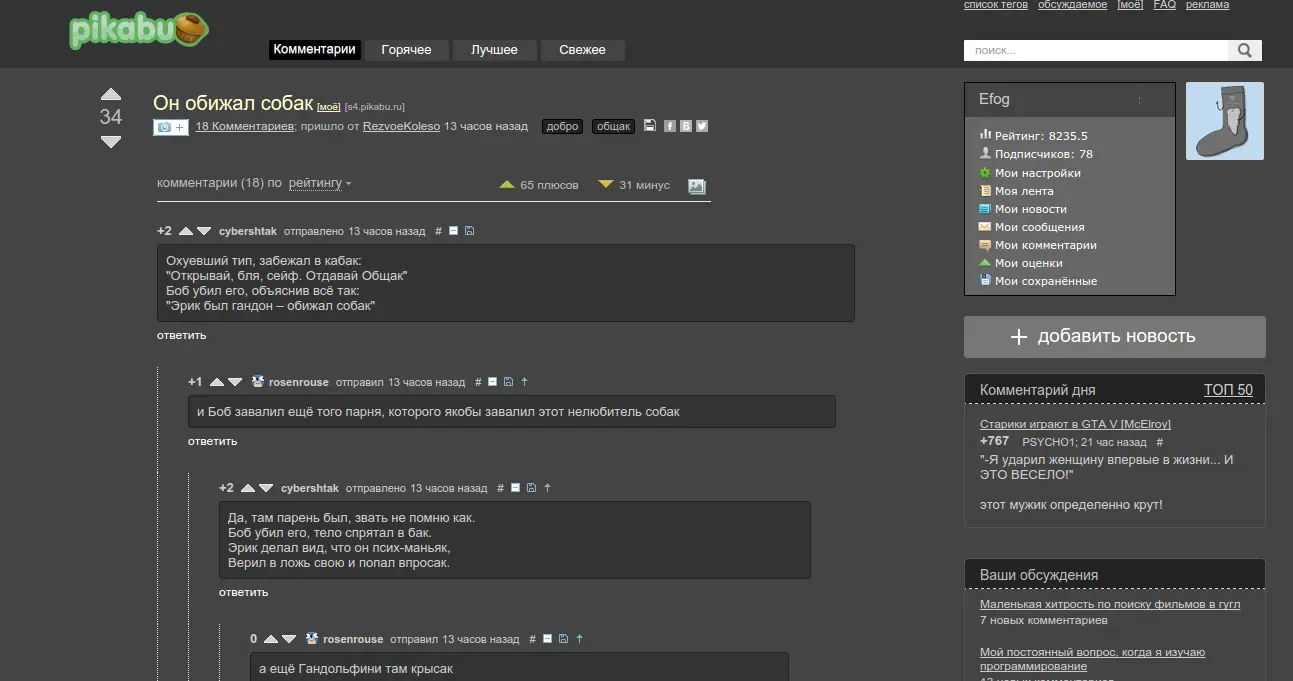 список тегов обсуждаемое [моё] FAQ реклама
pikabu
Комментарии Горячее Лучшее Свежее
поиск...
34
Он обижал собак [моё] [s4.pikabu.ru]
18 Комментариев; пришло от RezvoeKoleso 13 часов назад добро общак
комментарии (18) по рейтингу
65 плюсов 31 минус
+2 cybershtak отправлено 13 часов назад #
Охуевший тип, забежал в кабак:
"Открывай, бля, сейф. Отдавай Общак"
Боб убил его, объяснив всё так:
"Эрик был гандон – обижал собак"
ответить
+1 rosenrouse отправил 13 часов назад #
и Боб завалил ещё того парня, которого якобы завалил этот нелюбитель собак
ответить
+2 cybershtak отправлено 13 часов назад #
Да, там парень был, звать не помню как.
Боб убил его, тело спрятал в бак.
Эрик делал вид, что он псих-маньяк,
Верил в ложь свою и попал впросак.
ответить
0 rosenrouse отправил 13 часов назад #
а ещё Гандольфини там крысак
Efog
Рейтинг: 8235.5
Подписчиков: 78
Мои настройки
Моя лента
Мои новости
Мои сообщения
Мои комментарии
Мои оценки
Мои сохранённые
+ добавить новость
Комментарий дня ТОП 50
Старики играют в GTA V [McElroy]
+767 PSYCHO1; 21 час назад #
"-Я ударил женщину впервые в жизни... И
ЭТО ВЕСЕЛО!"
этот мужик определенно крут!
Ваши обсуждения
Маленькая хитрость по поиску фильмов в гугл
7 новых комментариев
Мой постоянный вопрос, когда я изучаю
программирование